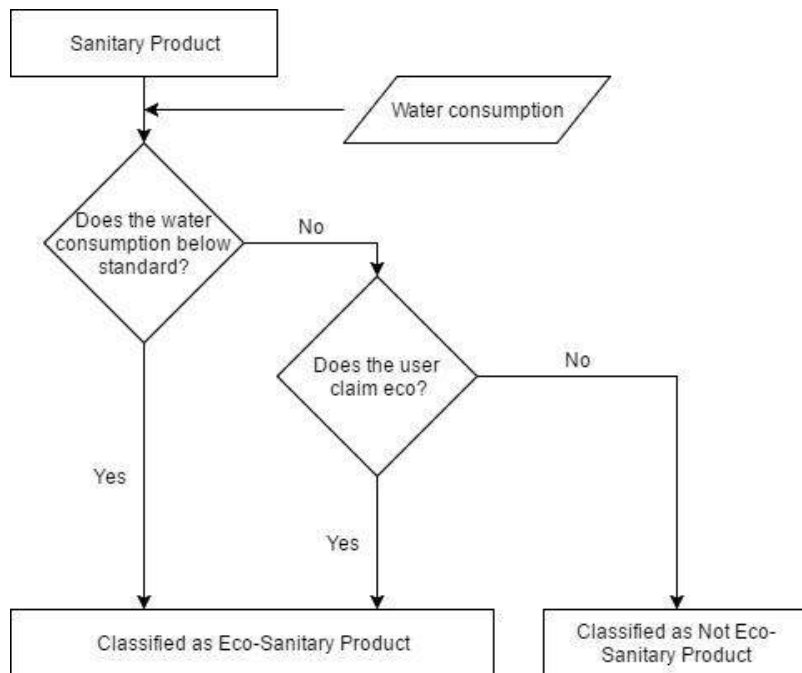 Sanitary Product
Water consumption
Does the water
consumption below
standard?
No
Does the user
claim eco?
No
Yes
Yes
Classified as Eco-Sanitary Product
Classified as Not Eco-
Sanitary Product